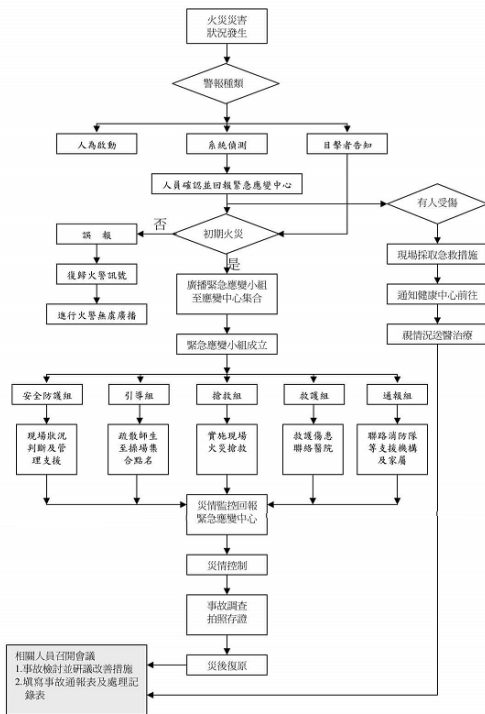 火災災害
狀況發生
警報種類
人為啟動
系統偵測
目擊者告知
人員確認並回報緊急應變中心
有人受傷
否
誤報
初期火災
是
現場採取急救措施
復歸火警訊號
廣播緊急應變小組
至應變中心集合
通知健康中心前往
進行火警無虞廣播
緊急應變小組成立
視情況送醫治療
安全防護組
引導組
搶救組
救護組
通報組
現場狀況
判斷及管
理支援
疏散師生
至操場集
合點名
實施現場
火災搶救
救護傷患
聯絡醫院
聯絡消防隊
等支援機構
及家屬
災情監控回報
緊急應變中心
災情控制
事故調查
拍照存證
災後復原
相關人員召開會議
1.事故檢討並研議改善措施
2.填寫事故通報表及處理記
錄表